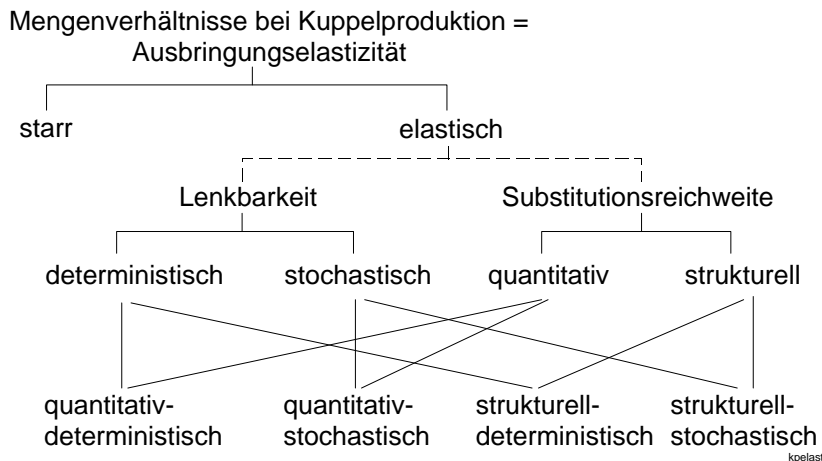 Mengenverhältnisse bei Kuppelproduktion =
Ausbringungselastizität
starr
elastisch
Lenkbarkeit
Substitutionsreichweite
deterministisch
stochastisch
quantitativ
strukturell
quantitativ-
deterministisch
quantitativ-
stochastisch
strukturell-
deterministisch
strukturell-
stochastisch
kpelast